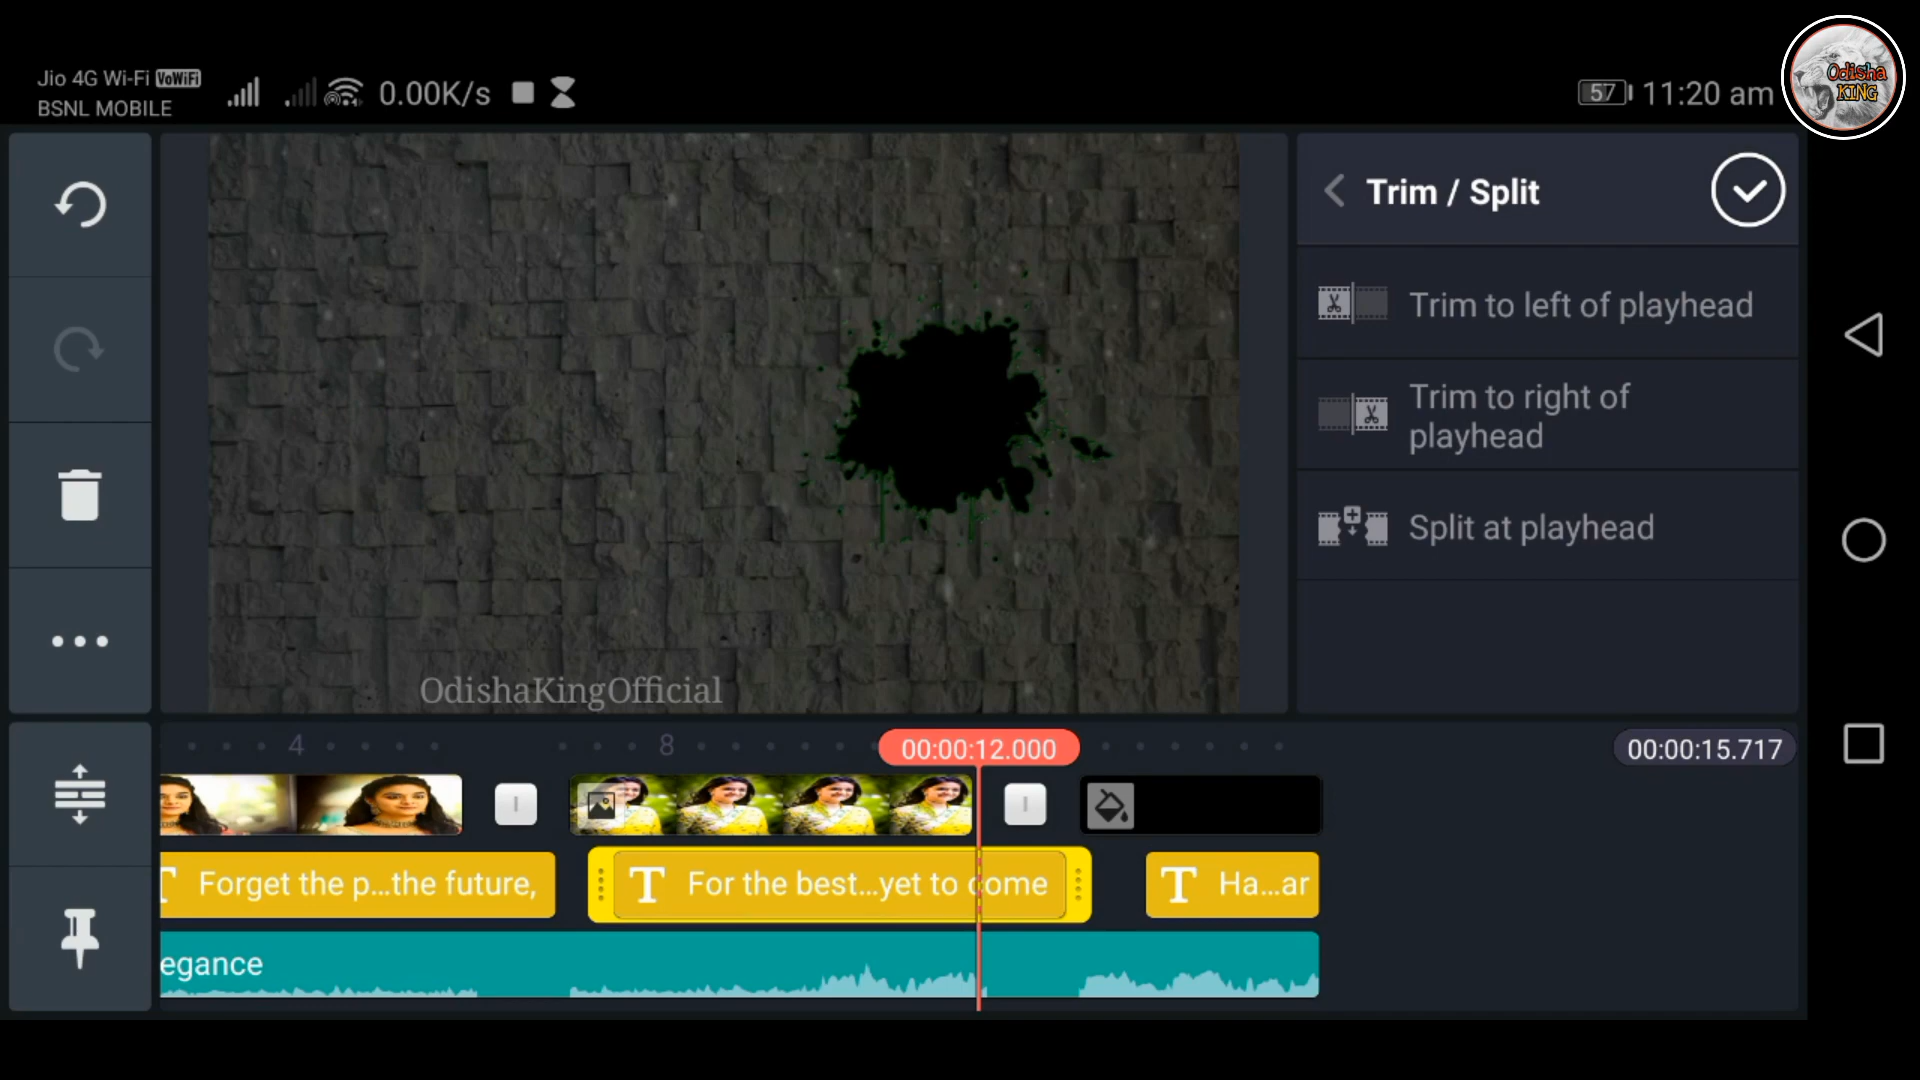 Jio 4G Wi-Fi VoWiFi
BSNL MOBILE
0.00K/s
57
11:20 am
Odisha
KING
Trim / Split
Trim to left of playhead
Trim to right of
playhead
Split at playhead
OdishaKingOfficial
4
8
00:00:12.000
00:00:15.717
T Forget the p...the future,
T For the best...yet to come
T Ha...ar
egance